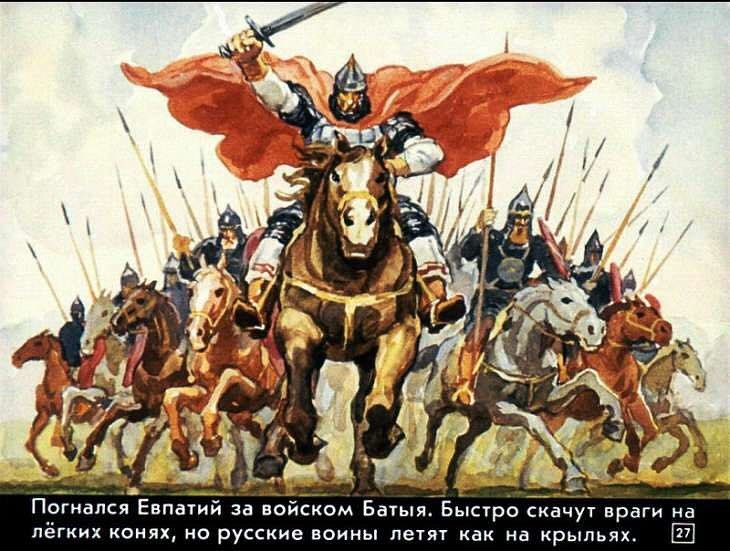 Погнался Евпатий за войском Батыя. Быстро скачут враги на
лёгких конях, но русские воины летят как на крыльях. 27